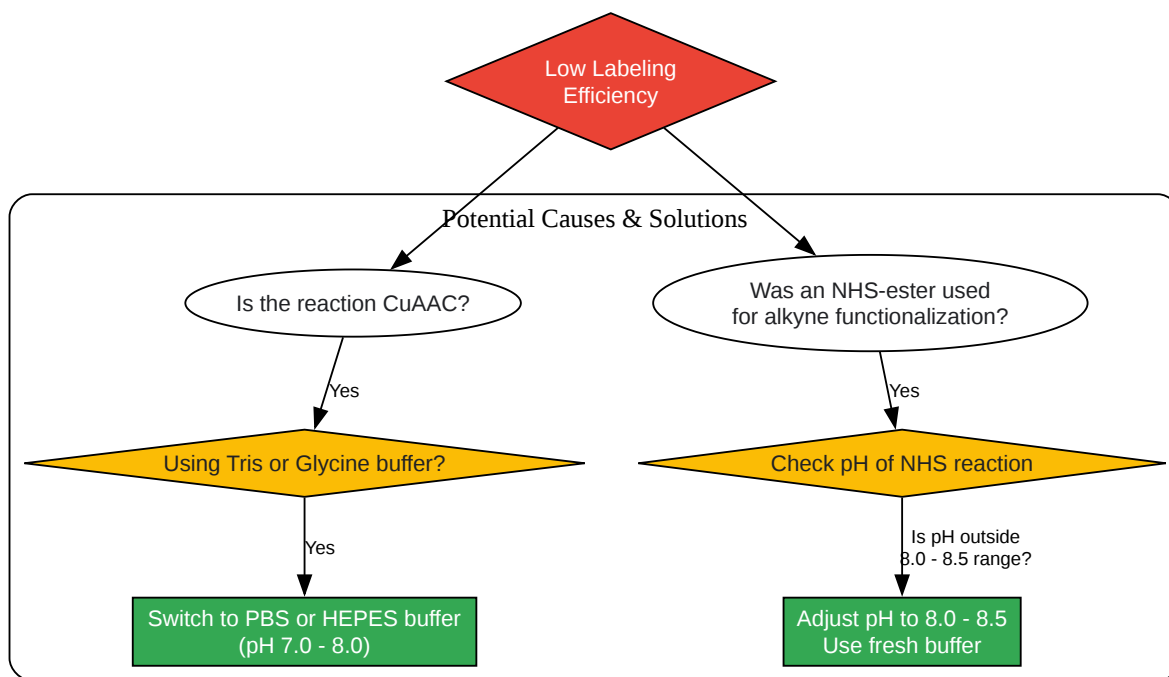 Low Labeling
Efficiency
Potential Causes & Solutions
Is the reaction CuAAC?
Was an NHS-ester used
for alkyne functionalization?
Yes
Yes
Using Tris or Glycine buffer?
Check pH of NHS reaction
Yes
Is pH outside
8.0 - 8.5 range?
Switch to PBS or HEPES buffer
(pH 7.0 - 8.0)
Adjust pH to 8.0 - 8.5
Use fresh buffer